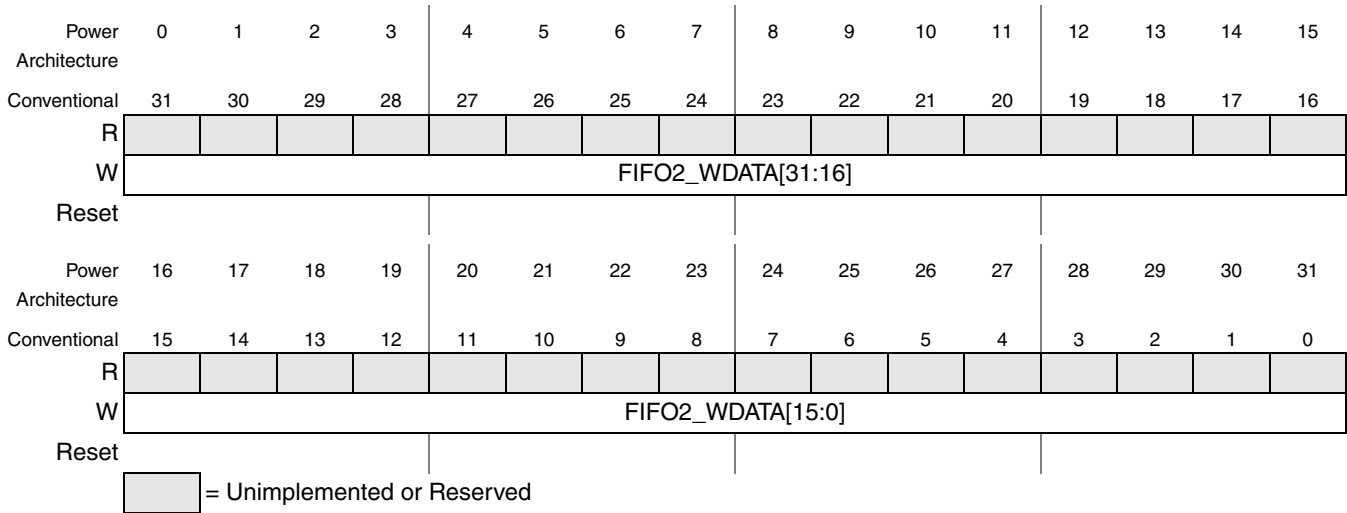 Power Architecture 0 1 2 3 4 5 6 7 8 9 10 11 12 13 14 15
Conventional 31 30 29 28 27 26 25 24 23 22 21 20 19 18 17 16
R
W FIFO2_WDATA[31:16]
Reset
Power Architecture 16 17 18 19 20 21 22 23 24 25 26 27 28 29 30 31
Conventional 15 14 13 12 11 10 9 8 7 6 5 4 3 2 1 0
R
W FIFO2_WDATA[15:0]
Reset
= Unimplemented or Reserved